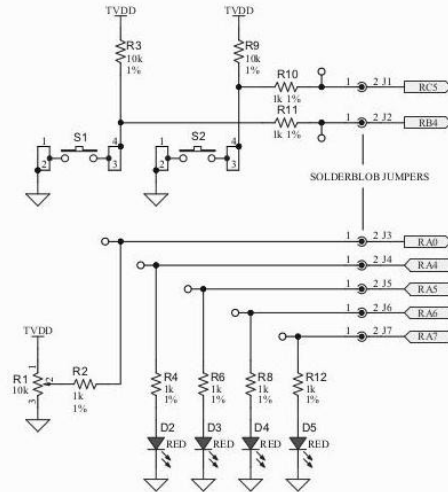 TVDD TVDD
R3
10k
1%
R9
10k
1%
R10
1k 1%
1 2 J1 RC5
R11
1k 1%
1 2 J2 RB4
1 S1 4
2 3
1 S2 4
2 3
SOLDERBLOB JUMPERS
1 2 J3 RA0
1 2 J4 RA4
1 2 J5 RA5
1 2 J6 RA6
1 2 J7 RA7
TVDD
R1
10k
1
2
3
R2
1k
1%
R4
1k
1%
R6
1k
1%
R8
1k
1%
R12
1k
1%
D2
RED
D3
RED
D4
RED
D5
RED